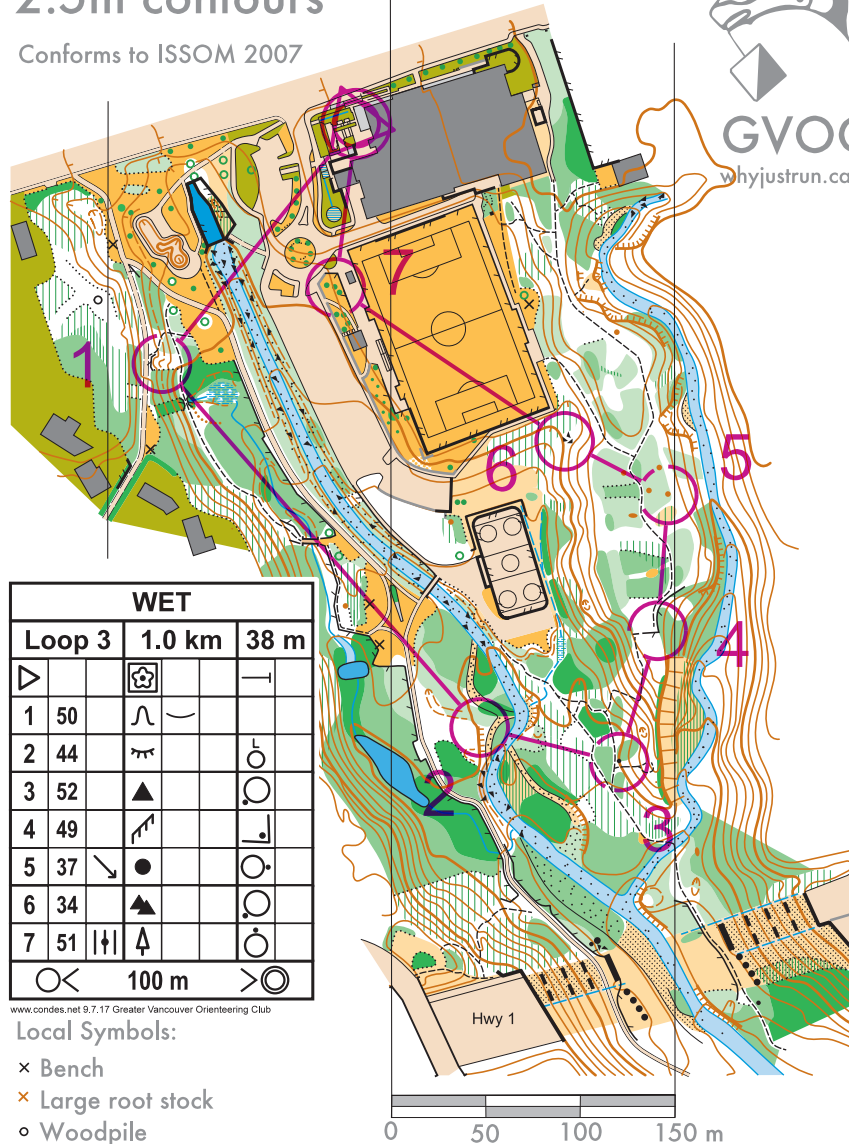 2.5m contours
Conforms to ISSOM 2007
GVOC
whyjustrun.ca
1
7
6
5
4
2
3
WET
Loop 3 1.0 km 38 m
1 50
2 44
L
3 52
4 49
5 37
6 34
7 51
100 m
www.condes.net 9.7.17 Greater Vancouver Orienteering Club
Hwy 1
Local Symbols:
× Bench
× Large root stock
Woodpile
0 50 100 150 m